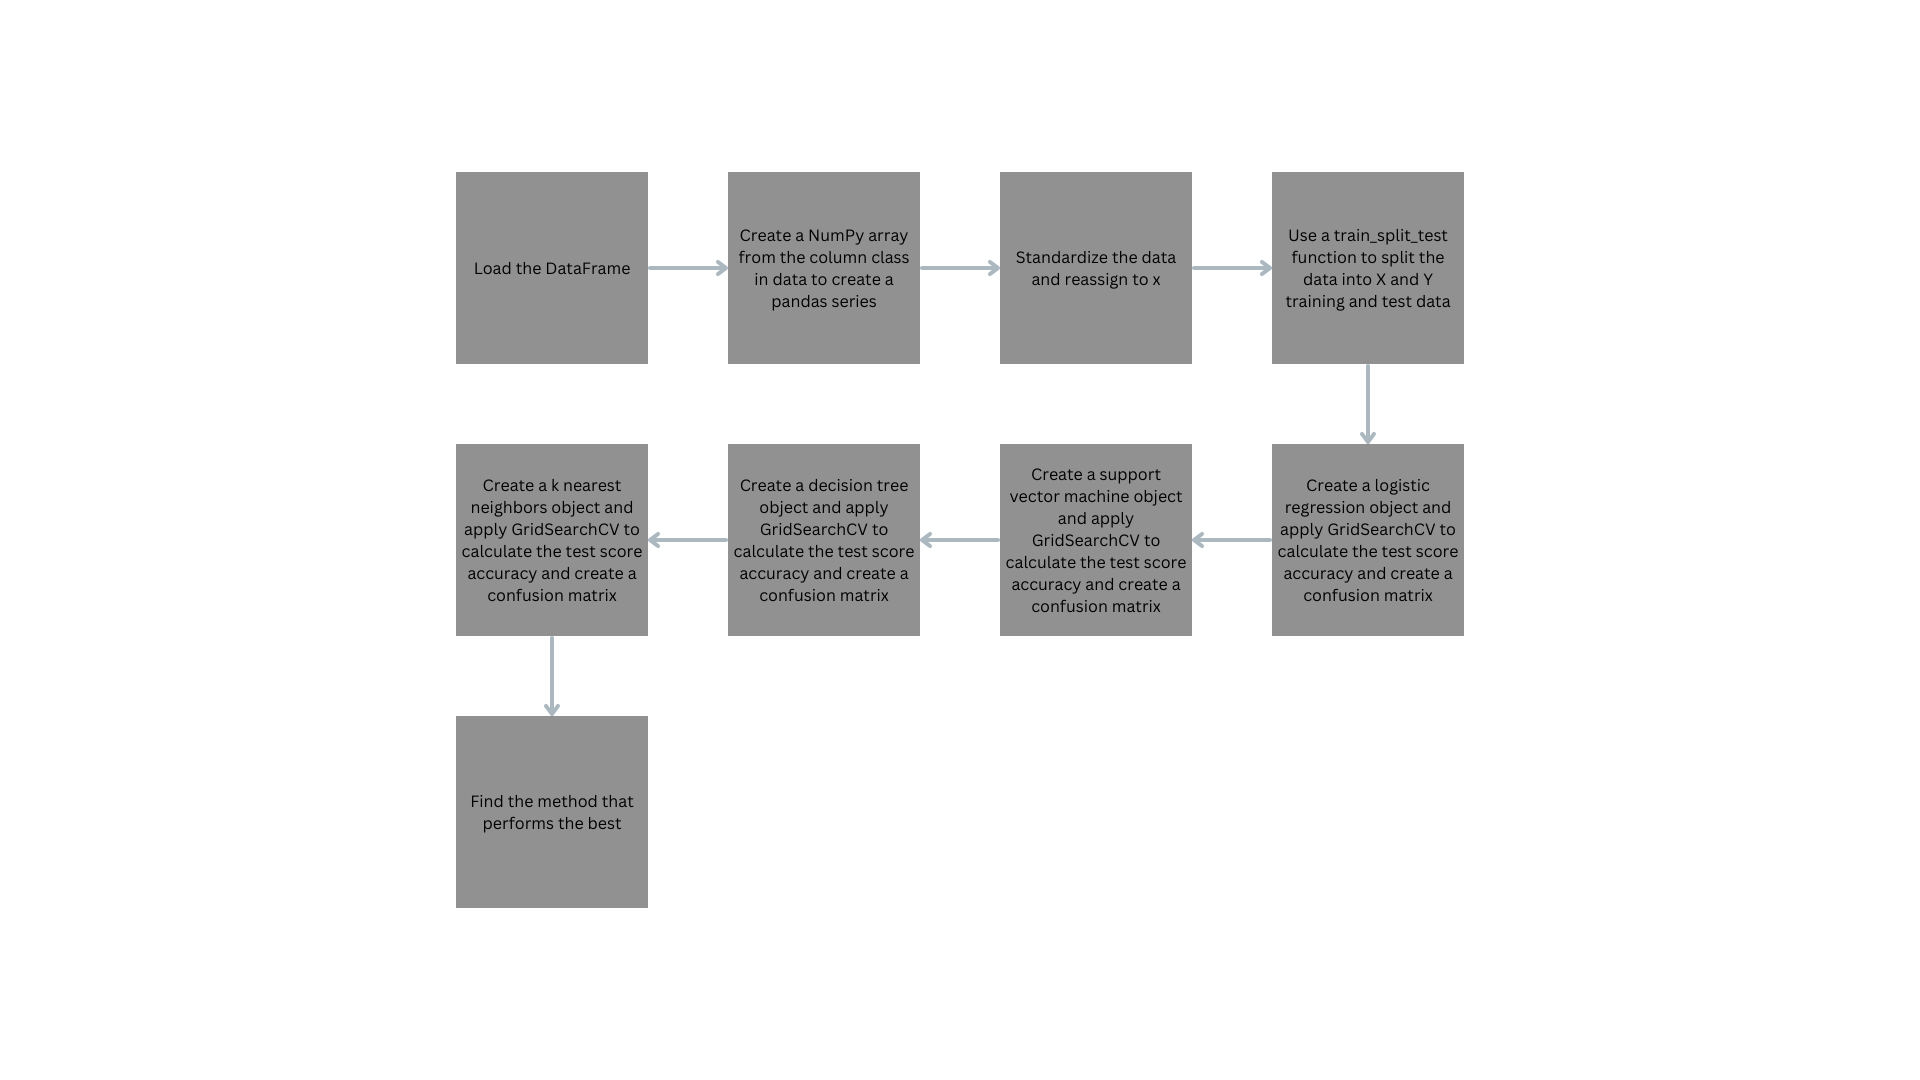 Load the DataFrame
Create a NumPy array
from the column class
in data to create a
pandas series
Standardize the data
and reassign to x
Use a train_split_test
function to split the
data into X and Y
training and test data
Create a logistic
regression object and
apply GridSearchCV to
calculate the test score
accuracy and create a
confusion matrix
Create a support
vector machine object
and apply
GridSearchCV to
calculate the test score
accuracy and create a
confusion matrix
Create a decision tree
object and apply
GridSearchCV to
calculate the test score
accuracy and create a
confusion matrix
Create a k nearest
neighbors object and
apply GridSearchCV to
calculate the test score
accuracy and create a
confusion matrix
Find the method that
performs the best